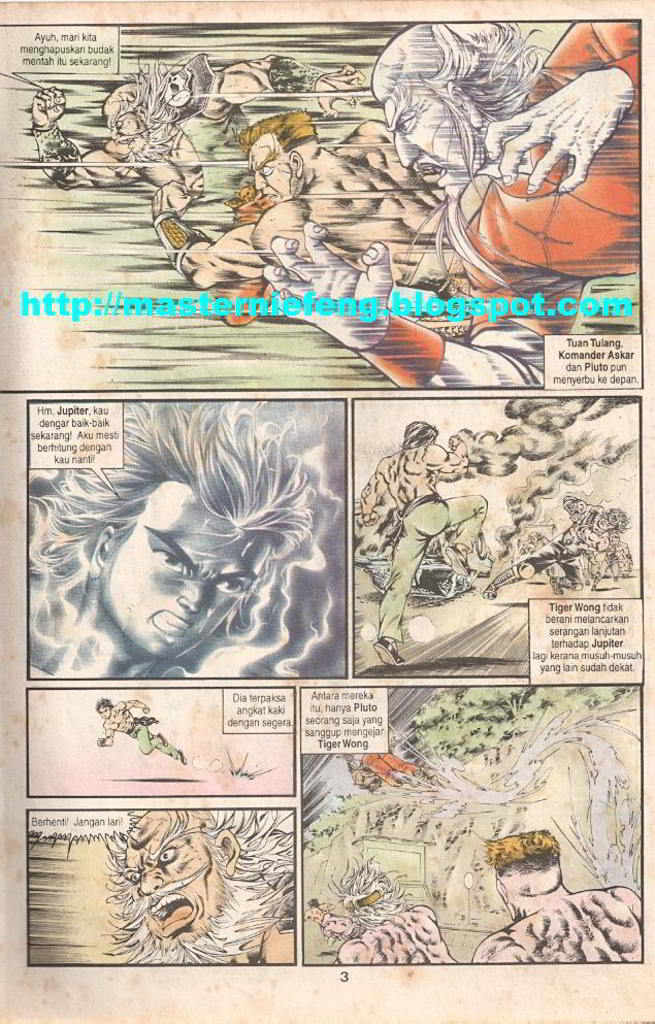 Ayuh, mari kita
menghapuskan budak
mentah itu sekarang!
http://masterniefeng.blogspot.com
Tuan Tulang,
Komander Askar
dan Pluto pun
menyerbu ke depan.
Hm, Jupiter, kau
dengar baik-baik
sekarang! Aku mesti
berhitung dengan
kau nanti!
Tiger Wong tidak
berani melancarkan
serangan lanjutan
terhadap Jupiter
lagi kerana musuh-musuh
yang lain sudah dekat.
Dia terpaksa
angkat kaki
dengan segera.
Antara mereka
itu, hanya Pluto
seorang saja yang
sanggup mengejar
Tiger Wong
Berhenti! Jangan lari!
3